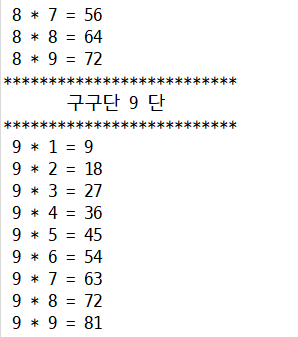 8 * 7 = 56
8 * 8 = 64
8 * 9 = 72
**************************
구구단 9 단
**************************
9 * 1 = 9
9 * 2 = 18
9 * 3 = 27
9 * 4 = 36
9 * 5 = 45
9 * 6 = 54
9 * 7 = 63
9 * 8 = 72
9 * 9 = 81